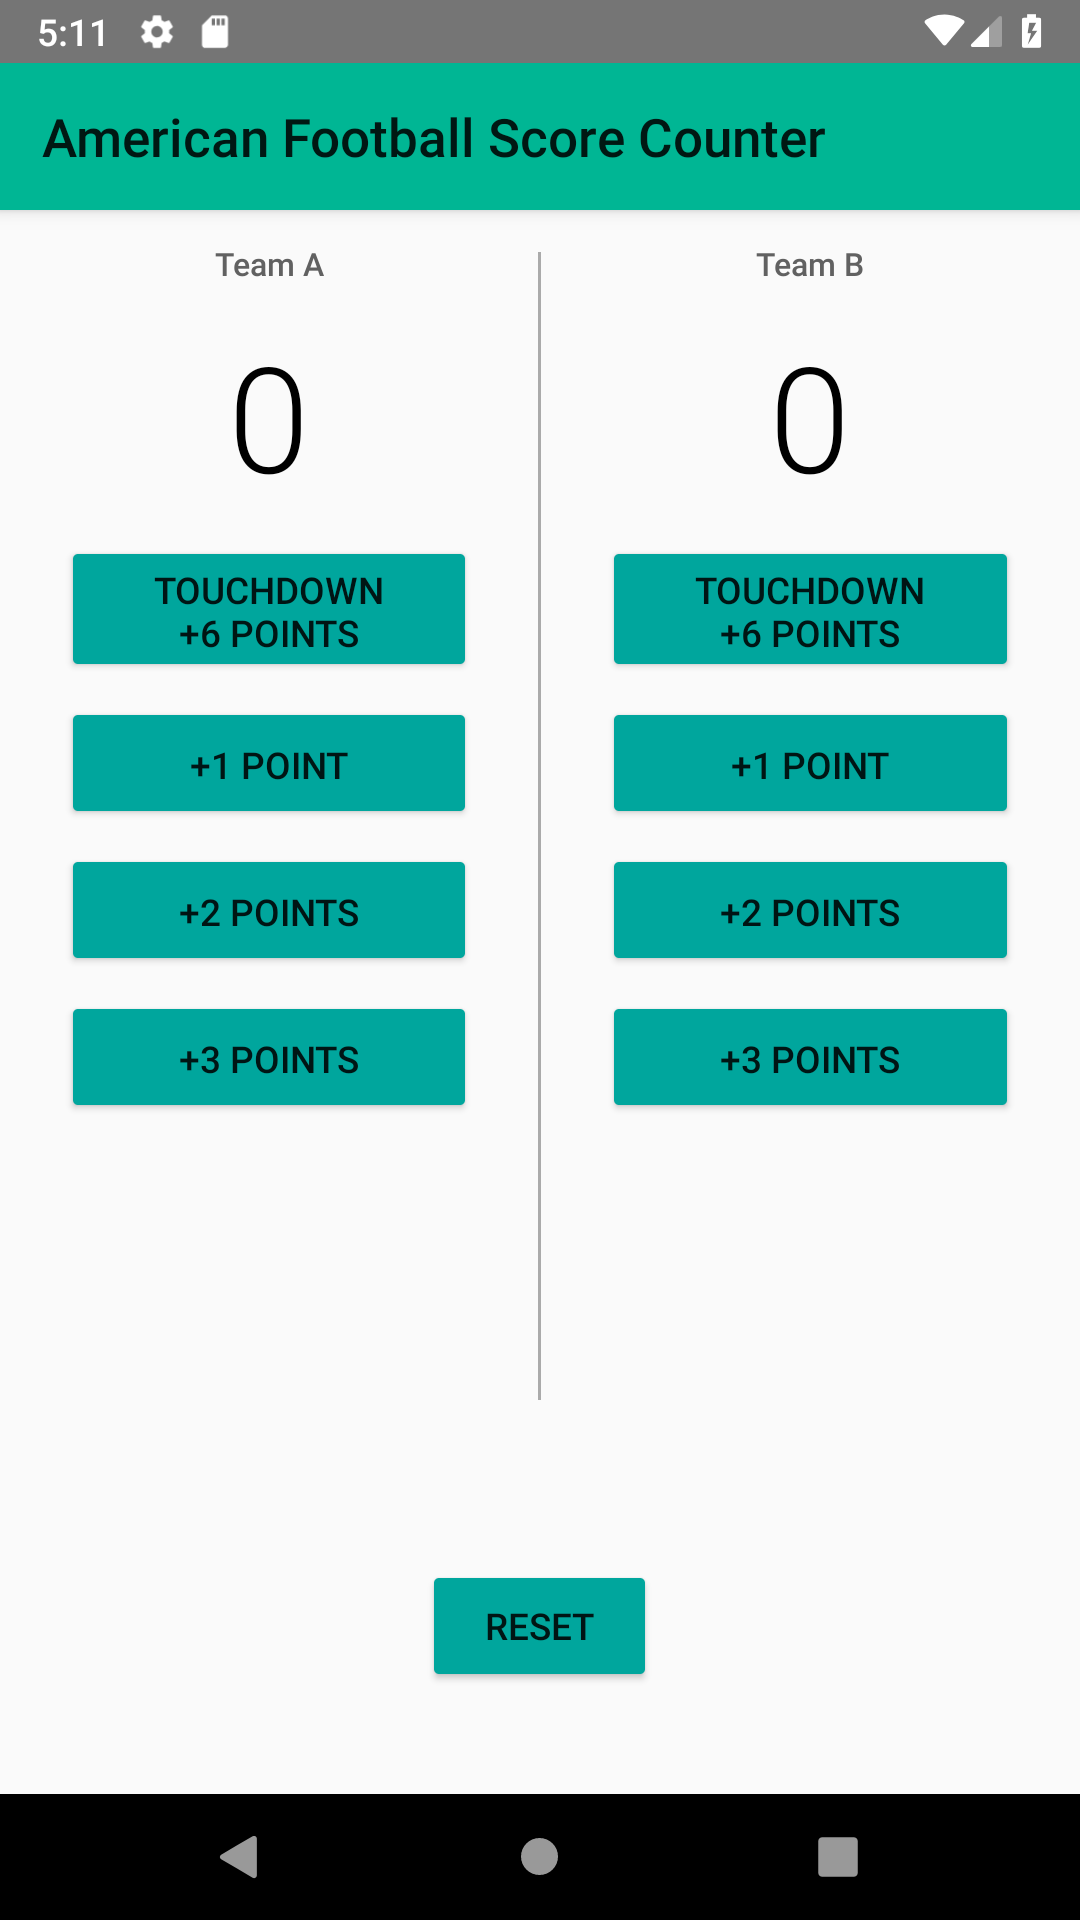 5:11
American Football Score Counter
Team A
0
TOUCHDOWN
+6 POINTS
+1 POINT
+2 POINTS
+3 POINTS
Team B
0
TOUCHDOWN
+6 POINTS
+1 POINT
+2 POINTS
+3 POINTS
RESET